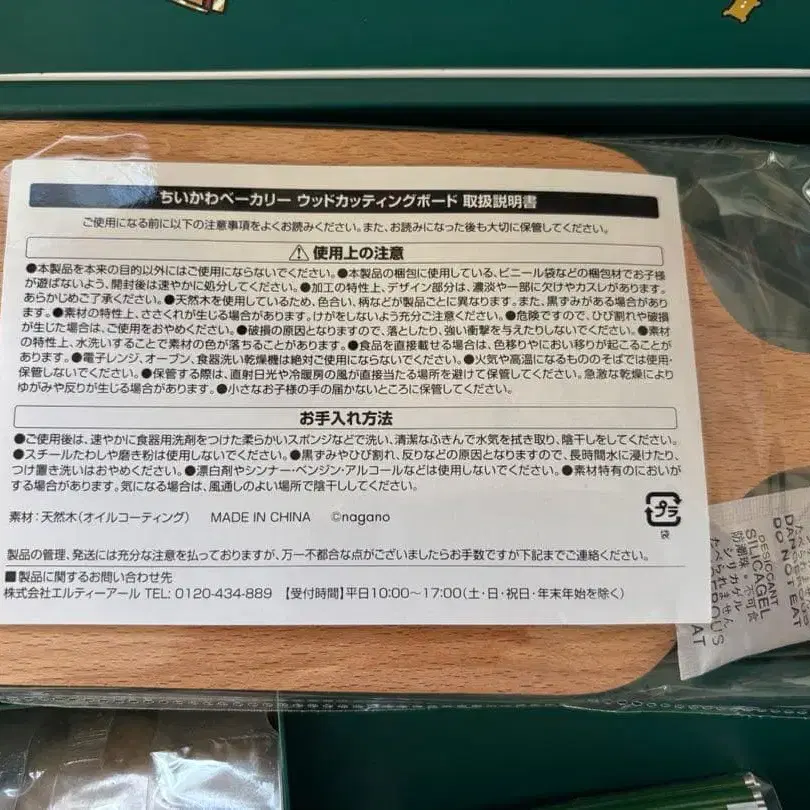 ちいかわベーカリー ウッドカッティングボード 取扱説明書
ご使用になる前に以下の注意事項をよくお読みください。また、お読みになった後も大切に保管してください。
使用上の注意
●本製品を本来の目的以外にはご使用にならないでください。●本製品の梱包に使用している、ビニール袋などの梱包材でお子様
が遊ばないよう、開封後は速やかに処分してください。●加工の特性上、デザイン部分は、濃淡や一部に欠けやカスレがあります。
あらかじめご了承ください。●天然木を使用しているため、色合い、柄などが製品ごとに異なります。また、黒ずみがある場合があり
ます。●素材の特性上、ささくれが生じる場合があります。けがをしないよう充分ご注意ください。●危険ですので、ひび割れや破損
が生じた場合は、ご使用をおやめください。●破損の原因となりますので、落としたり、強い衝撃を与えたりしないでください。●素材
の特性上、水洗いすることで素材の色が落ちることがあります。●食品を直接載せる場合は、色移りやにおい移りが起こることが
あります。●電子レンジ、オーブン、食器洗い乾燥機は絶対ご使用にならないでください。●火気や高温になるもののそばでは使用・
保管しないでください。●保管する際は、直射日光や冷暖房の風が直接当たる場所を避けて保管してください。急激な乾燥により
ゆがみや反りが生じる場合があります。●小さなお子様の手の届かないところに保管してください。
お手入れ方法
●ご使用後は、速やかに食器用洗剤をつけた柔らかいスポンジなどで洗い、清潔なふきんで水気を拭き取り、陰干しをしてください。
●スチールたわしや磨き粉は使用しないでください。●黒ずみやひび割れ、反りなどの原因となりますので、長時間水に浸けたり、
つけ置き洗いはおやめください。●漂白剤やシンナー・ベンジン・アルコールなどは使用しないでください。●素材特有のにおいが
する場合があります。気になる場合は、風通しのよい場所で陰干ししてください。
素材：天然木（オイルコーティング） MADE IN CHINA ©nagano
プラ
袋
製品の管理、発送には充分な注意を払っておりますが、万一不都合な点がございましたらお手数ですが下記までご連絡ください。
■製品に関するお問い合わせ先
株式会社エルティーアール TEL: 0120-434-889 【受付時間】平日10:00～17:00（土・日・祝日・年末年始を除く）
DO NOT EAT
DESICCANT
SILICAGEL
防潮珠・不可食
シリカゲル
たべられません